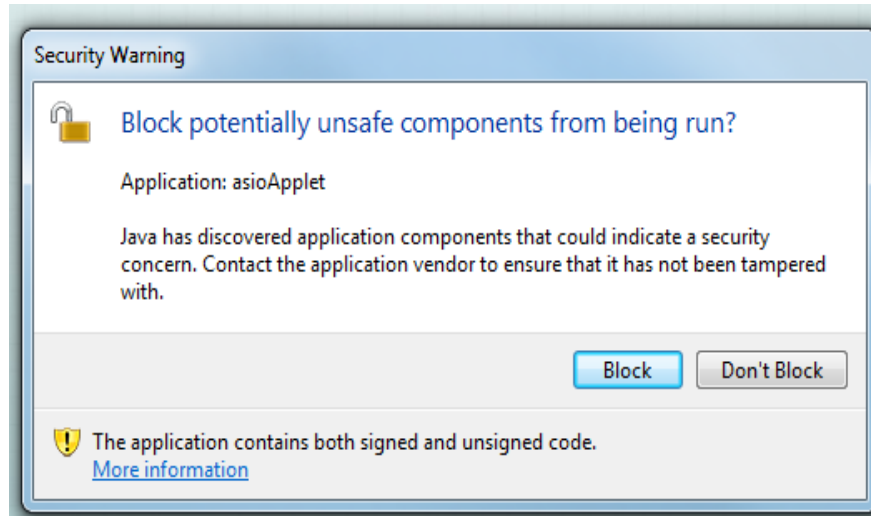 Security Warning
Block potentially unsafe components from being run?
Application: asioApplet
Java has discovered application components that could indicate a security
concern. Contact the application vendor to ensure that it has not been tampered
with.
Block
Don't Block
The application contains both signed and unsigned code.
More information